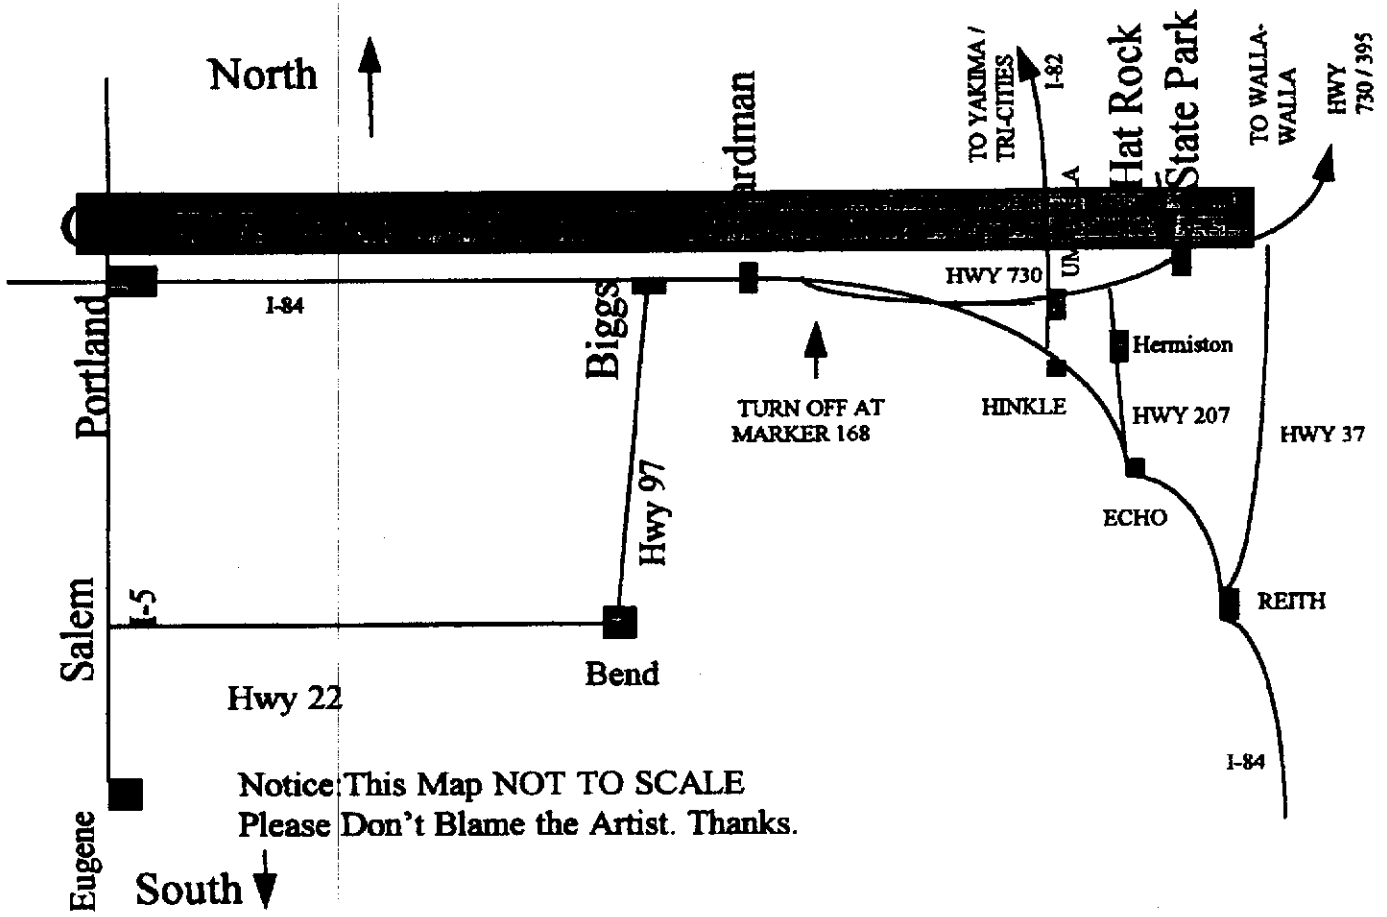 North
TO YAKIMA /
TRI-CITIES
I-82
Hat Rock
State Park
TO WALLA-
WALLA
HWY
730 / 395
ardman
HWY 730
UM
A
I-84
Portland
Biggs
Hermiston
TURN OFF AT
MARKER 168
HINKLE
HWY 207
HWY 37
Hwy 97
ECHO
Salem
I-5
REITH
Bend
Hwy 22
I-84
Notice:This Map NOT TO SCALE
Please Don't Blame the Artist. Thanks.
Eugene
South